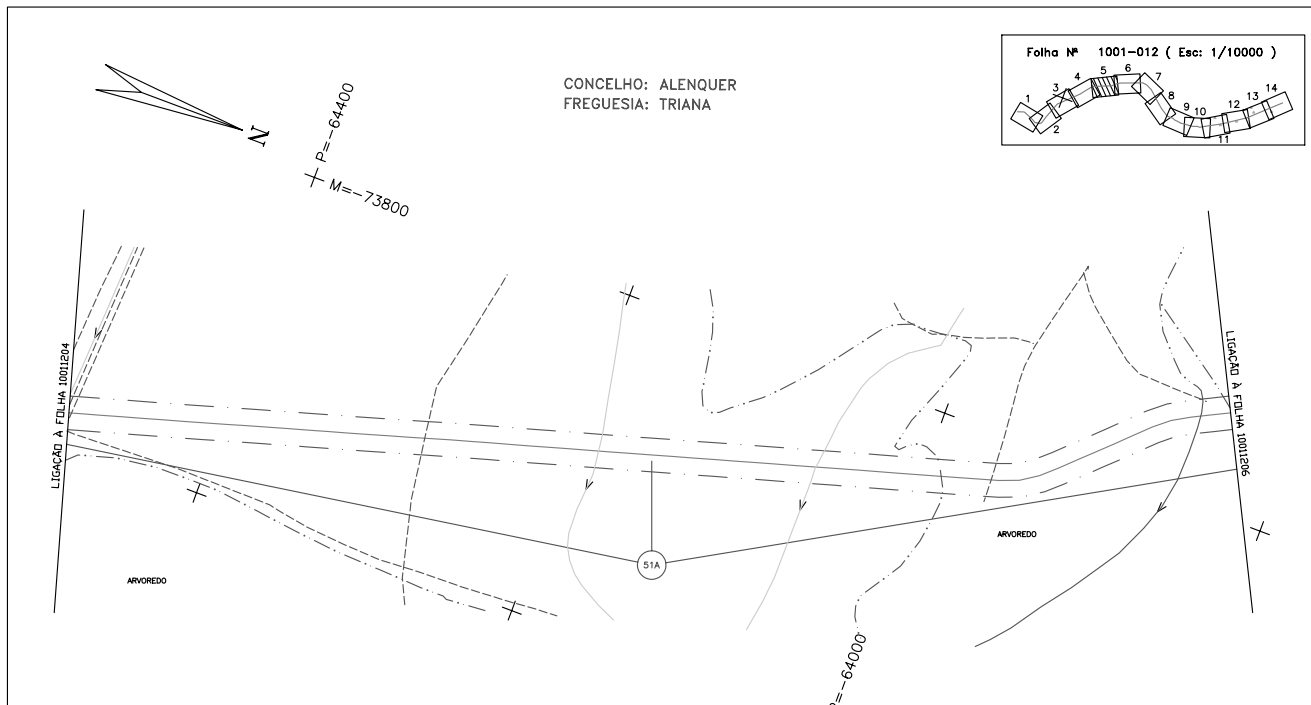 Folha Nº 1001-012 ( Esc: 1/10000 )
1
2
3
4
5
6
7
8
9
10
11
12
13
14
CONCELHO: ALENQUER
FREGUESIA: TRIANA
N
P=-64400
M=-73800
LIGAÇÃO À FOLHA 10011204
LIGAÇÃO À FOLHA 10011206
ARVOREDO
51A
ARVOREDO
=-64000